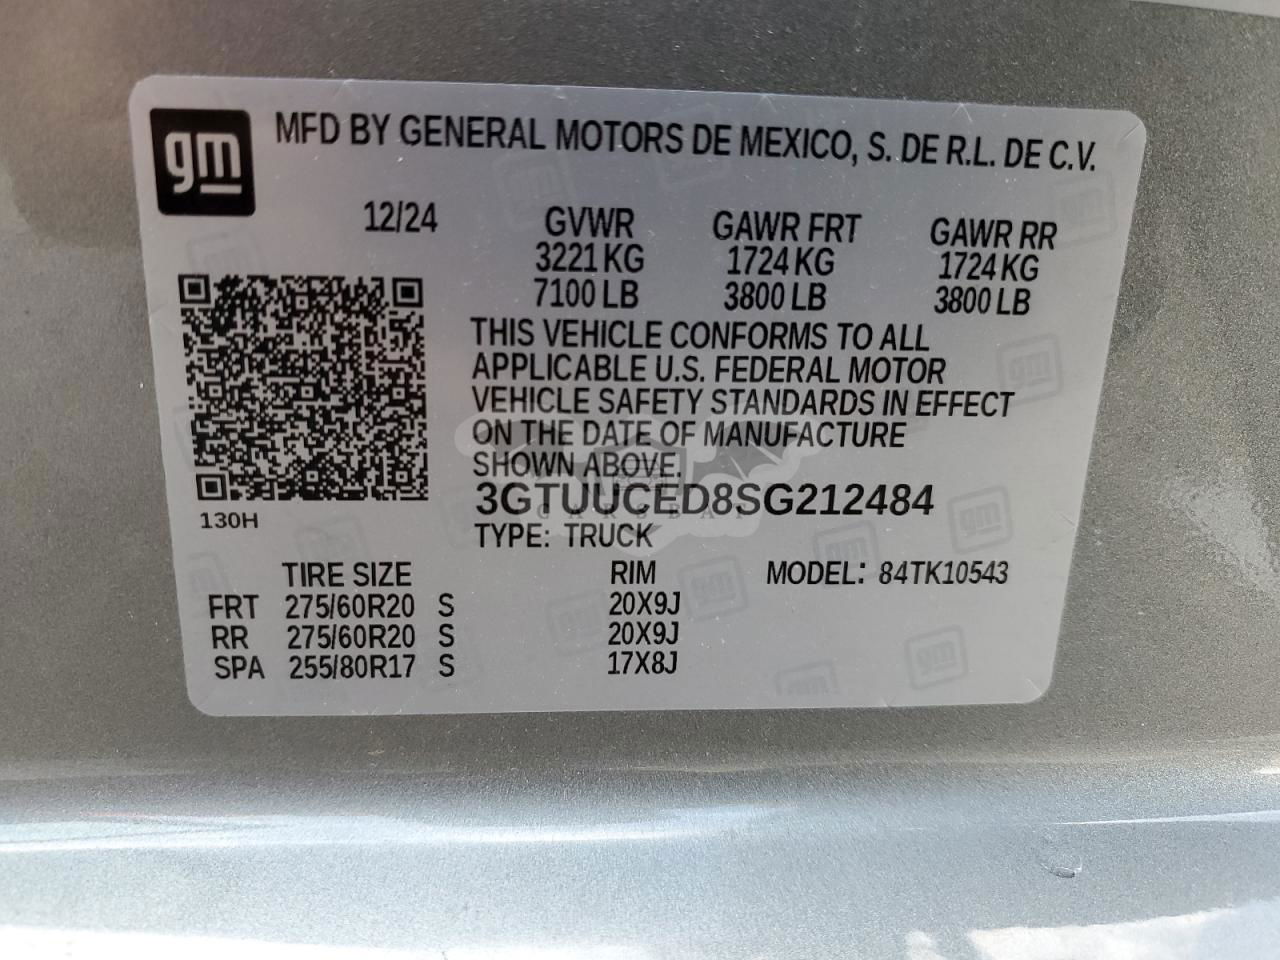 gm
MFD BY GENERAL MOTORS DE MEXICO, S. DE R.L. DE C.V.
12/24 GVWR GAWR FRT GAWR RR
3221 KG 1724 KG 1724 KG
7100 LB 3800 LB 3800 LB
THIS VEHICLE CONFORMS TO ALL
APPLICABLE U.S. FEDERAL MOTOR
VEHICLE SAFETY STANDARDS IN EFFECT
ON THE DATE OF MANUFACTURE
SHOWN ABOVE.
3GTUUCED8SG212484
CARSBAT
130H
TYPE: TRUCK
TIRE SIZE RIM MODEL: 84TK10543
FRT 275/60R20 S 20X9J
RR 275/60R20 S 20X9J
SPA 255/80R17 S 17X8J